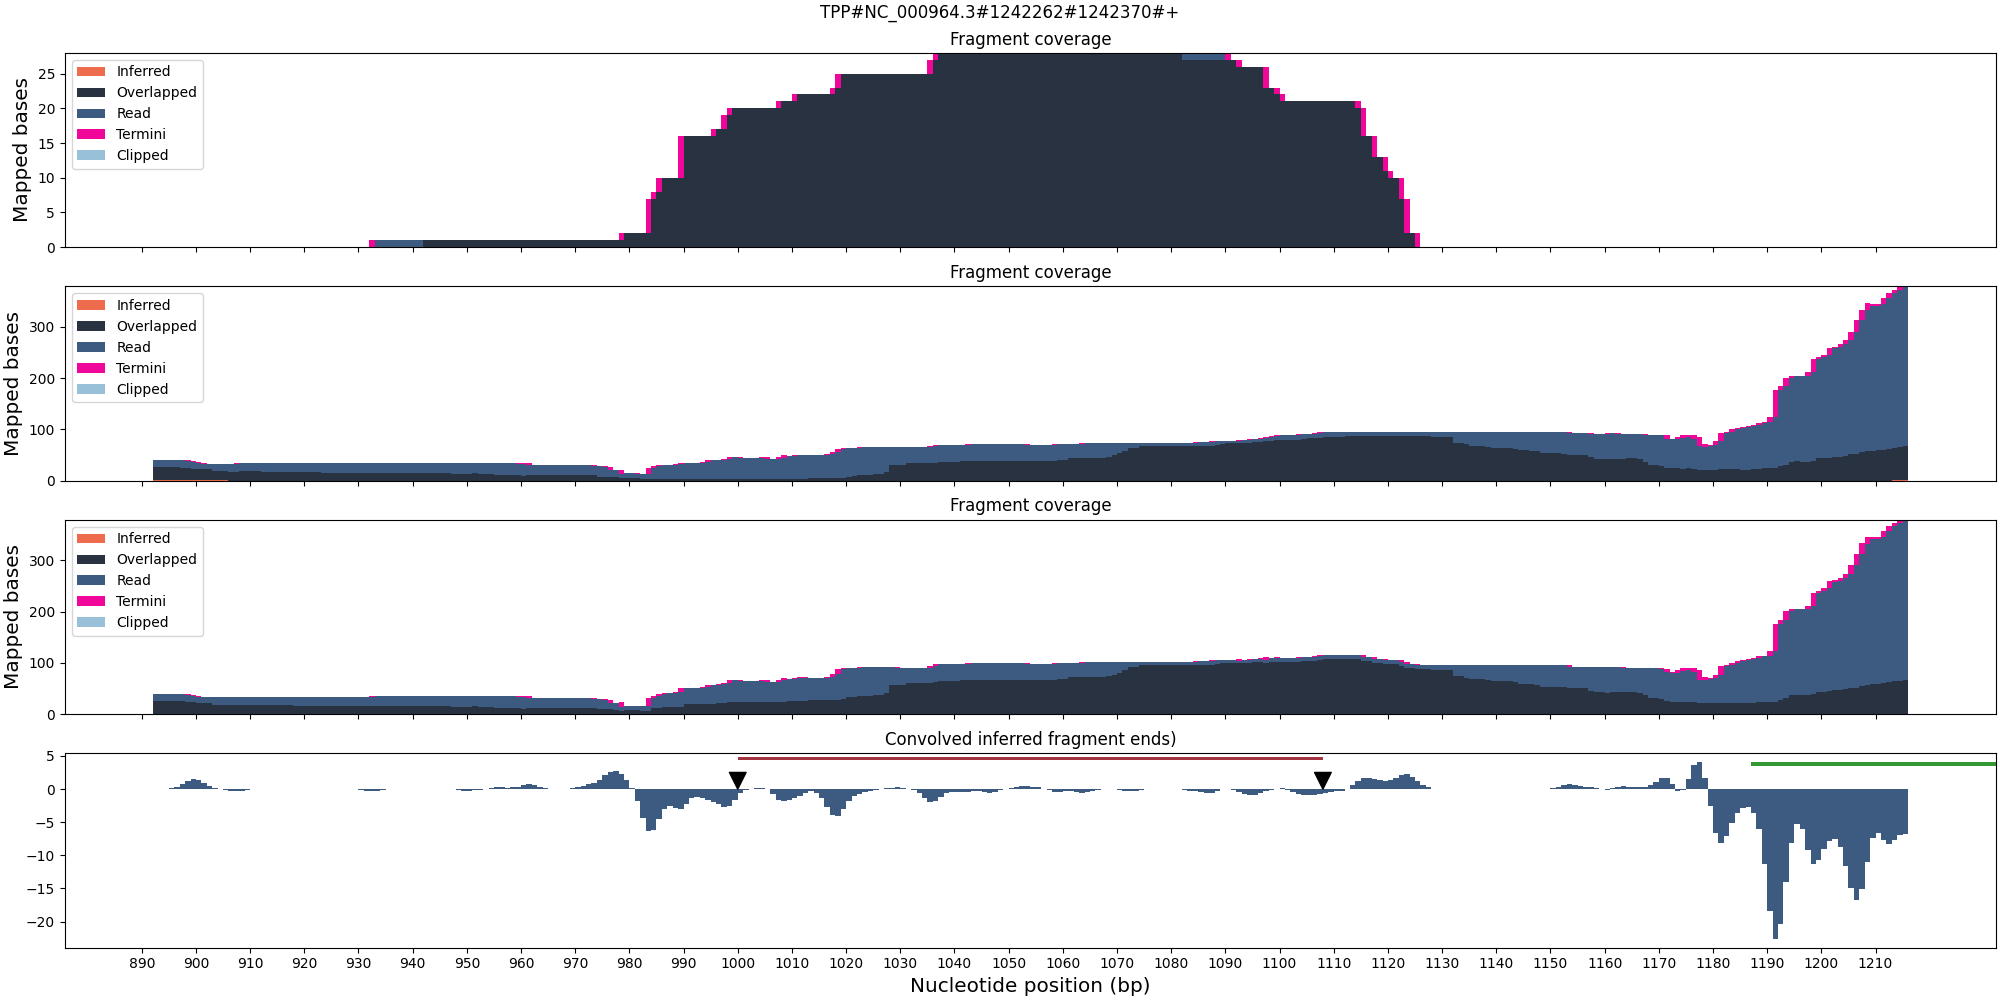 TPP#NC_000964.3#1242262#1242370#+
Fragment coverage
Mapped bases
25
20
15
10
5
0
Inferred
Overlapped
Read
Termini
Clipped
Fragment coverage
Mapped bases
300
200
100
0
Inferred
Overlapped
Read
Termini
Clipped
Fragment coverage
Mapped bases
300
200
100
0
Inferred
Overlapped
Read
Termini
Clipped
Convolved inferred fragment ends)
5
0
−5
−10
−15
−20
890 900 910 920 930 940 950 960 970 980 990 1000 1010 1020 1030 1040 1050 1060 1070 1080 1090 1100 1110 1120 1130 1140 1150 1160 1170 1180 1190 1200 1210
Nucleotide position (bp)